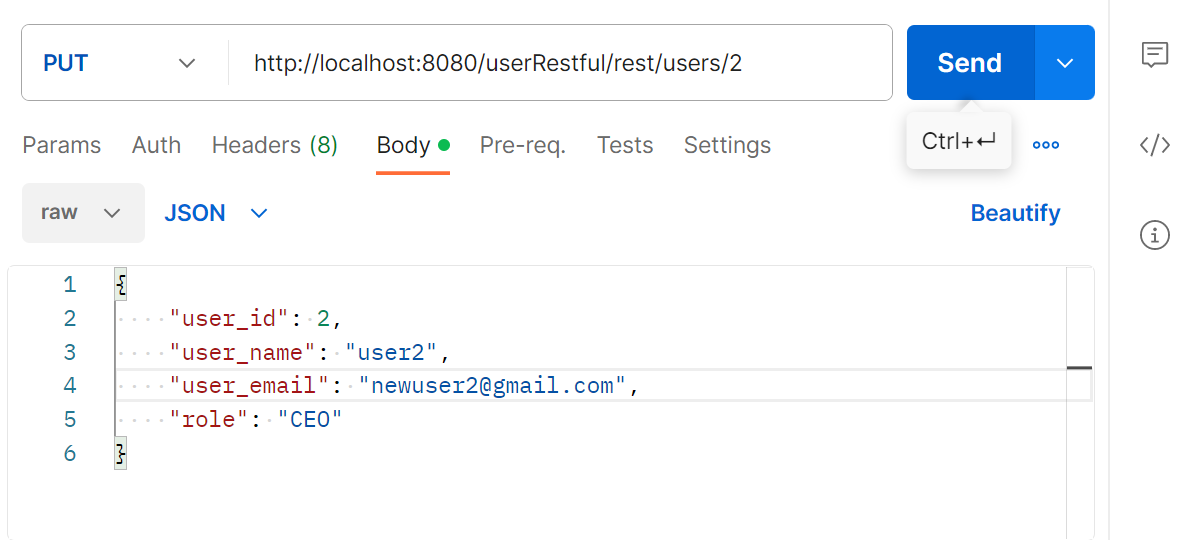 PUT http://localhost:8080/userRestful/rest/users/2 Send
Params Auth Headers (8) Body Pre-req. Tests Settings Ctrl+↵
raw JSON Beautify
1 {
2 "user_id": 2,
3 "user_name": "user2",
4 "user_email": "newuser2@gmail.com",
5 "role": "CEO"
6 }